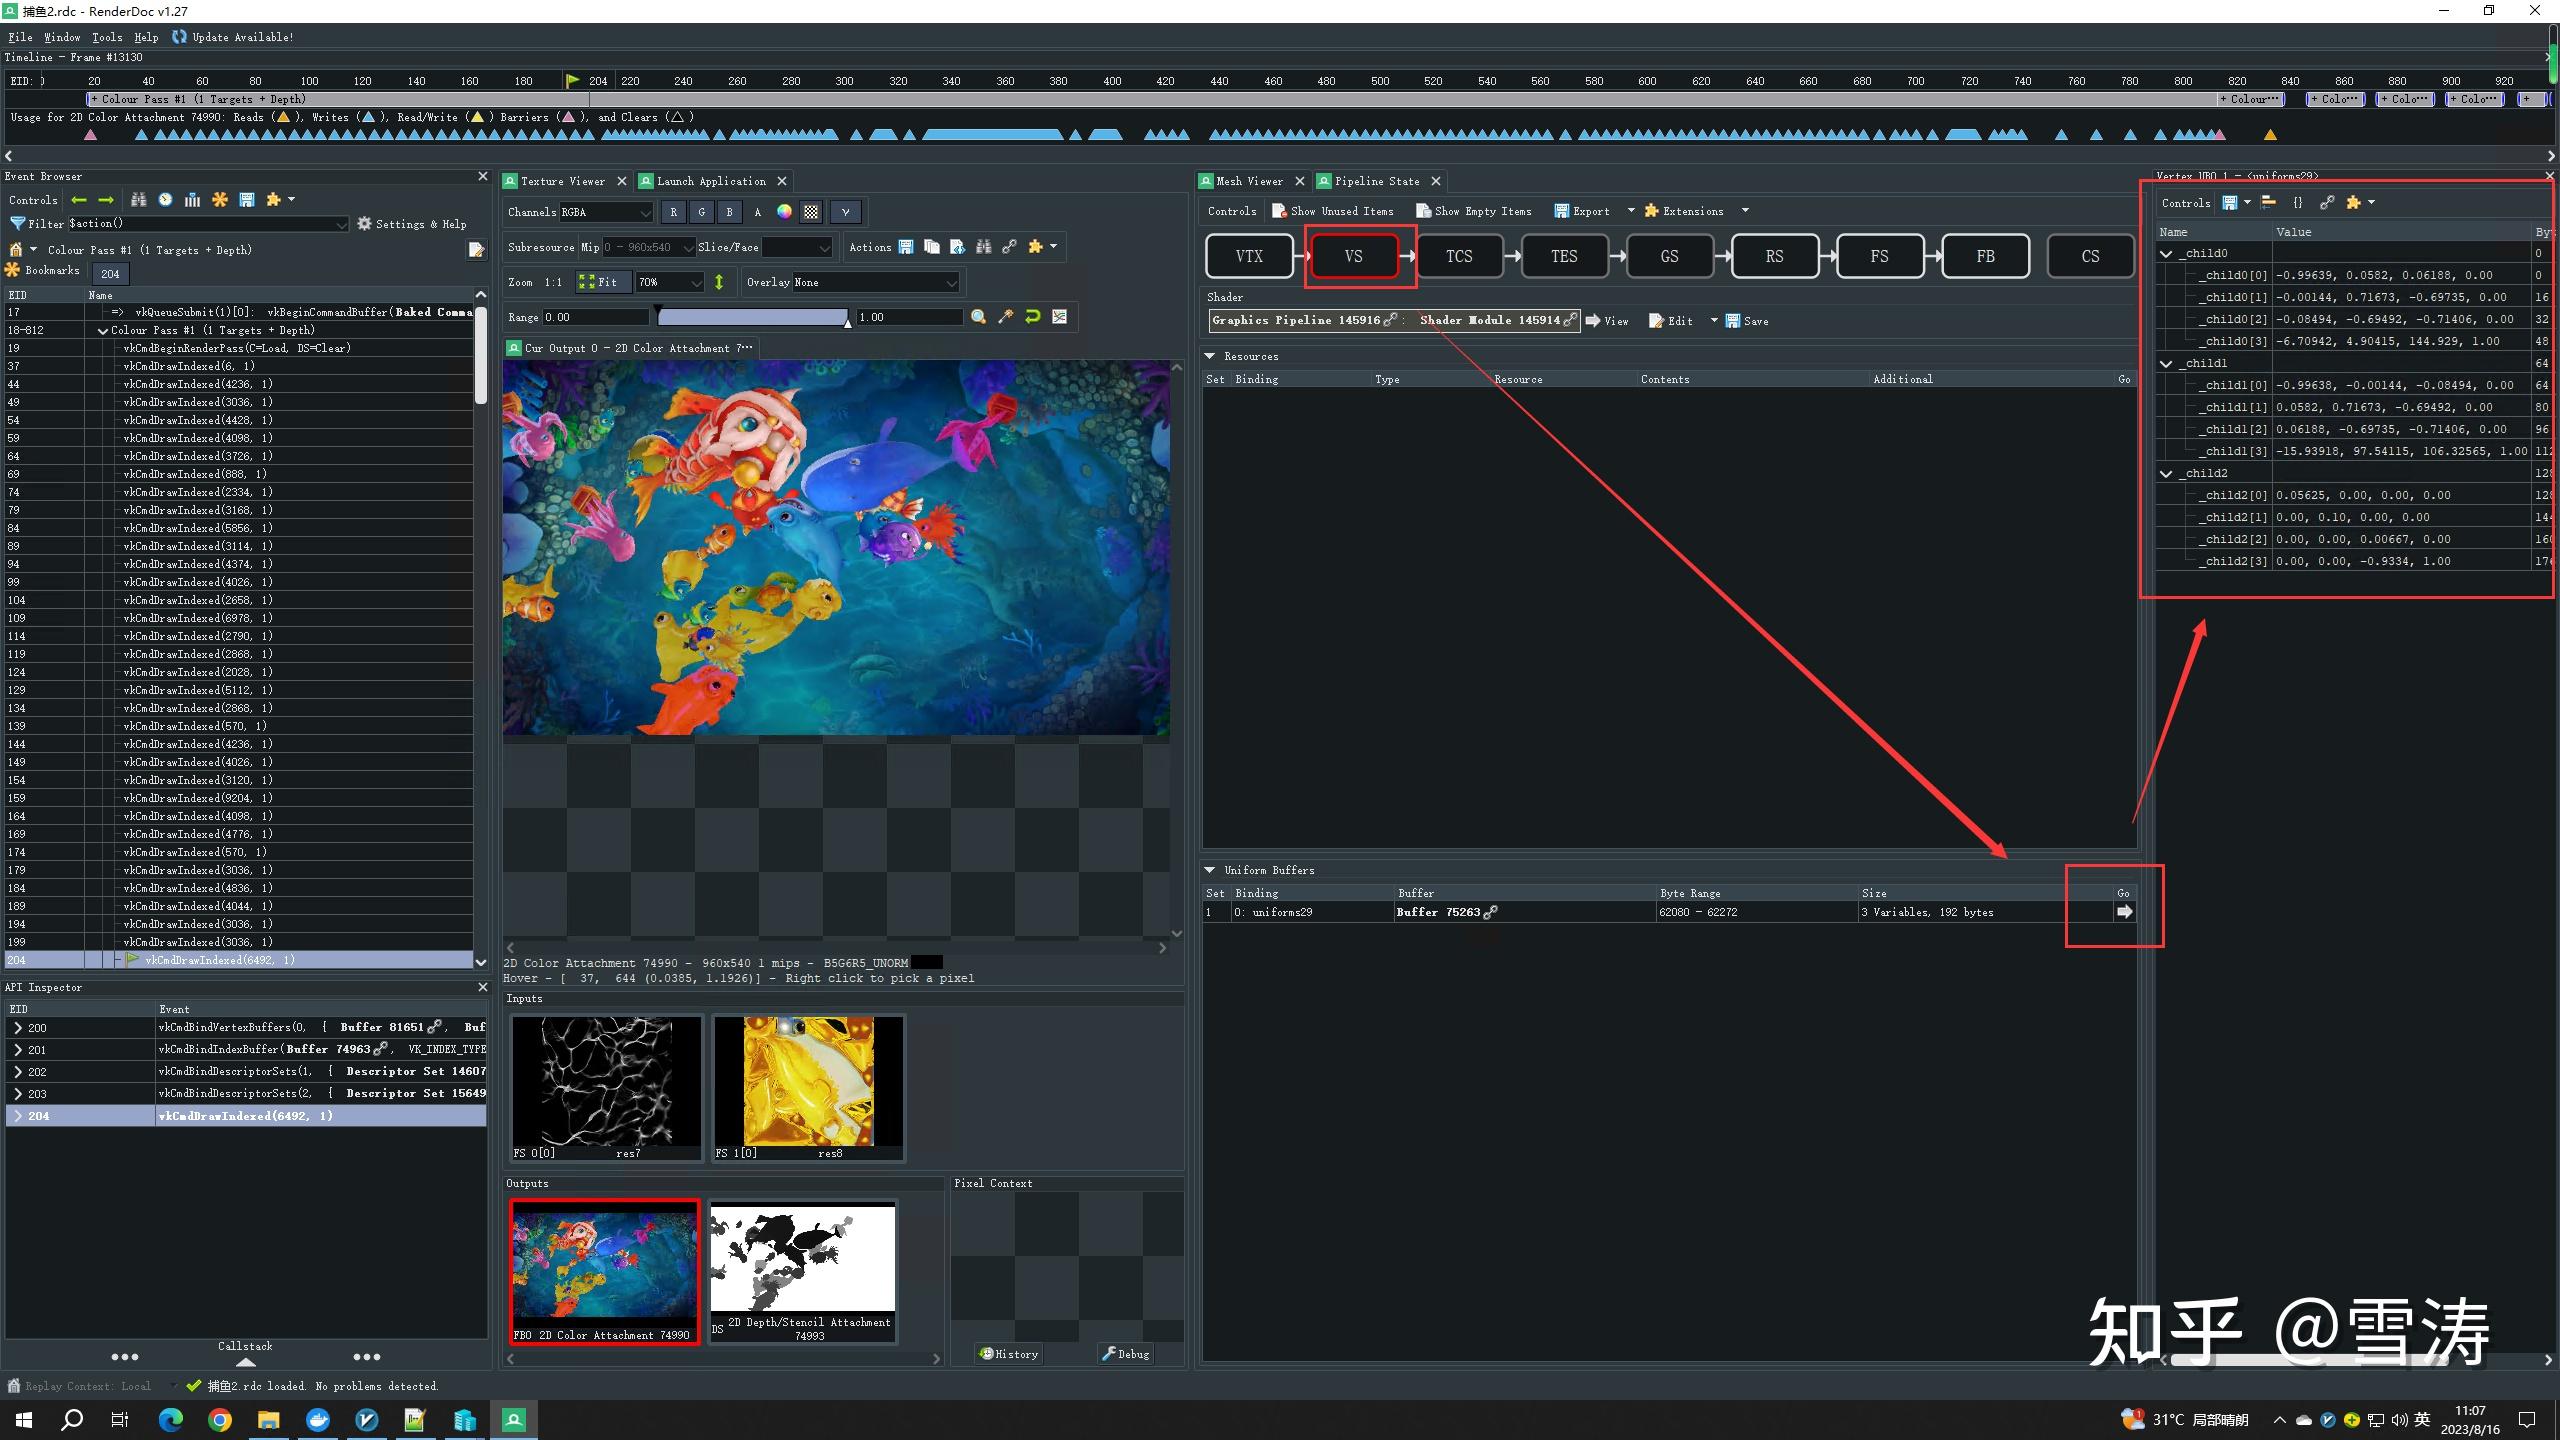 捕鱼2.rdc - RenderDoc v1.27
File Window Tools Help Update Available!
Timeline - Frame #13130
EID: 0 20 40 60 80 100 120 140 160 180 204 220 240 260 280 300 320 340 360 380 400 420 440 460 480 500 520 540 560 580 600 620 640 660 680 700 720 740 760 780 800 820 840 860 880 900 920
+ Colour Pass #1 (1 Targets + Depth) + Colour··· + Colo··· + Colo··· + Colo··· +
Usage for 2D Color Attachment 74990: Reads ( ), Writes ( ), Read/Write ( ) Barriers ( ), and Clears ( )
Event Browser
Controls
Filter $action() Settings & Help
Colour Pass #1 (1 Targets + Depth)
Bookmarks 204
EID Name
17 => vkQueueSubmit(1)[0]: vkBeginCommandBuffer(Baked Comma
18-812 Colour Pass #1 (1 Targets + Depth)
19 vkCmdBeginRenderPass(C=Load, DS=Clear)
37 vkCmdDrawIndexed(6, 1)
44 vkCmdDrawIndexed(4236, 1)
49 vkCmdDrawIndexed(3036, 1)
54 vkCmdDrawIndexed(4428, 1)
59 vkCmdDrawIndexed(4098, 1)
64 vkCmdDrawIndexed(3726, 1)
69 vkCmdDrawIndexed(888, 1)
74 vkCmdDrawIndexed(2334, 1)
79 vkCmdDrawIndexed(3168, 1)
84 vkCmdDrawIndexed(5856, 1)
89 vkCmdDrawIndexed(3114, 1)
94 vkCmdDrawIndexed(4374, 1)
99 vkCmdDrawIndexed(4026, 1)
104 vkCmdDrawIndexed(2658, 1)
109 vkCmdDrawIndexed(6978, 1)
114 vkCmdDrawIndexed(2790, 1)
119 vkCmdDrawIndexed(2868, 1)
124 vkCmdDrawIndexed(2028, 1)
129 vkCmdDrawIndexed(5112, 1)
134 vkCmdDrawIndexed(2868, 1)
139 vkCmdDrawIndexed(570, 1)
144 vkCmdDrawIndexed(4236, 1)
149 vkCmdDrawIndexed(4026, 1)
154 vkCmdDrawIndexed(3120, 1)
159 vkCmdDrawIndexed(9204, 1)
164 vkCmdDrawIndexed(4098, 1)
169 vkCmdDrawIndexed(4776, 1)
174 vkCmdDrawIndexed(570, 1)
179 vkCmdDrawIndexed(3036, 1)
184 vkCmdDrawIndexed(4836, 1)
189 vkCmdDrawIndexed(4044, 1)
194 vkCmdDrawIndexed(3036, 1)
199 vkCmdDrawIndexed(3036, 1)
204 vkCmdDrawIndexed(6492, 1)
API Inspector
EID Event
200 vkCmdBindVertexBuffers(0, { Buffer 81651 , Buf
201 vkCmdBindIndexBuffer(Buffer 74963 , VK_INDEX_TYPE
202 vkCmdBindDescriptorSets(1, { Descriptor Set 14607
203 vkCmdBindDescriptorSets(2, { Descriptor Set 15649
204 vkCmdDrawIndexed(6492, 1)
Callstack
Texture Viewer Launch Application
Channels RGBA R G B A γ
Subresource Mip 0 - 960x540 Slice/Face Actions
Zoom 1:1 Fit 70% Overlay None
Range 0.00 1.00
Cur Output 0 - 2D Color Attachment 7···
2D Color Attachment 74990 - 960x540 1 mips - B5G6R5_UNORM
Hover - [ 37, 644 (0.0385, 1.1926)] - Right click to pick a pixel
Inputs
FS 0[0] res7 FS 1[0] res8
Outputs
FB0 2D Color Attachment 74990
DS 2D Depth/Stencil Attachment 74993
Pixel Context
History Debug
Mesh Viewer Pipeline State
Controls Show Unused Items Show Empty Items Export Extensions
VTX VS TCS TES GS RS FS FB CS
Shader
Graphics Pipeline 145916 : Shader Module 145914 View Edit Save
Resources
Set Binding Type Resource Contents Additional Go
Uniform Buffers
Set Binding Buffer Byte Range Size Go
1 0: uniforms29 Buffer 75263 62080 - 62272 3 Variables, 192 bytes
Vertex UBO 1 - <uniforms29>
Controls {}
Name Value Byt
_child0 0
_child0[0] -0.99639, 0.0582, 0.06188, 0.00 0
_child0[1] -0.00144, 0.71673, -0.69735, 0.00 16
_child0[2] -0.08494, -0.69492, -0.71406, 0.00 32
_child0[3] -6.70942, 4.90415, 144.929, 1.00 48
_child1 64
_child1[0] -0.99638, -0.00144, -0.08494, 0.00 64
_child1[1] 0.0582, 0.71673, -0.69492, 0.00 80
_child1[2] 0.06188, -0.69735, -0.71406, 0.00 96
_child1[3] -15.93918, 97.54115, 106.32565, 1.00 112
_child2 128
_child2[0] 0.05625, 0.00, 0.00, 0.00 128
_child2[1] 0.00, 0.10, 0.00, 0.00 144
_child2[2] 0.00, 0.00, 0.00667, 0.00 160
_child2[3] 0.00, 0.00, -0.9334, 1.00 176
知乎 @雪涛
Replay Context: Local 捕鱼2.rdc loaded. No problems detected.
31°C 局部晴朗 英 11:07
2023/8/16